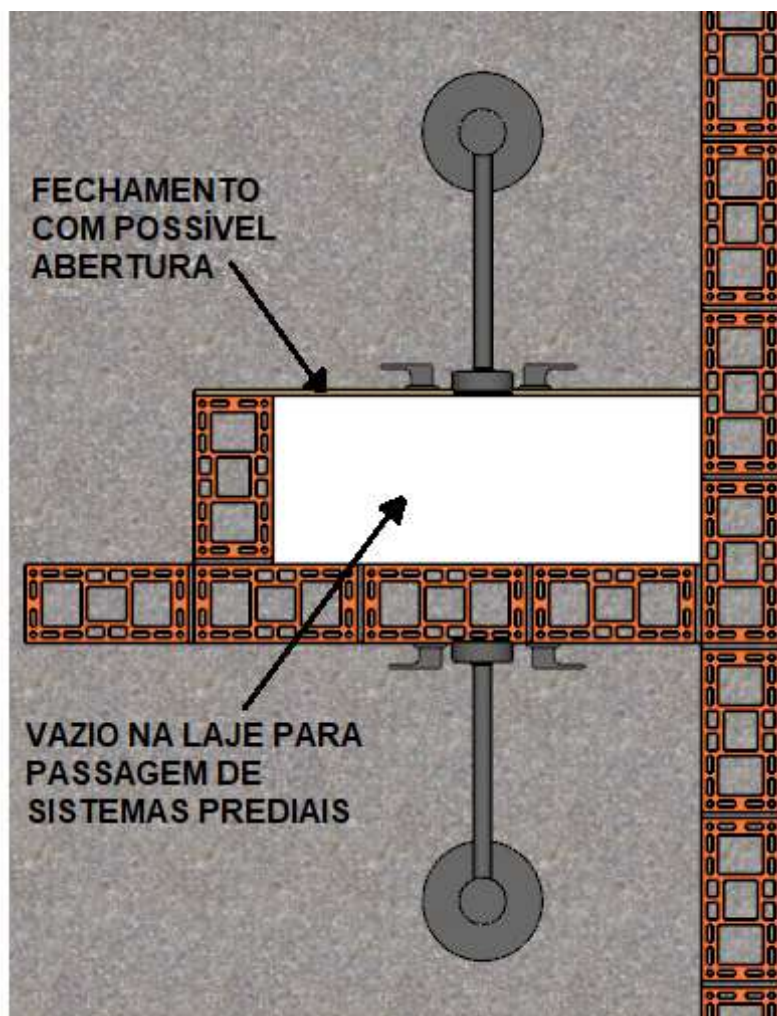 FECHAMENTO
COM POSSÍVEL
ABERTURA
VAZIO NA LAJE PARA
PASSAGEM DE
SISTEMAS PREDIAIS